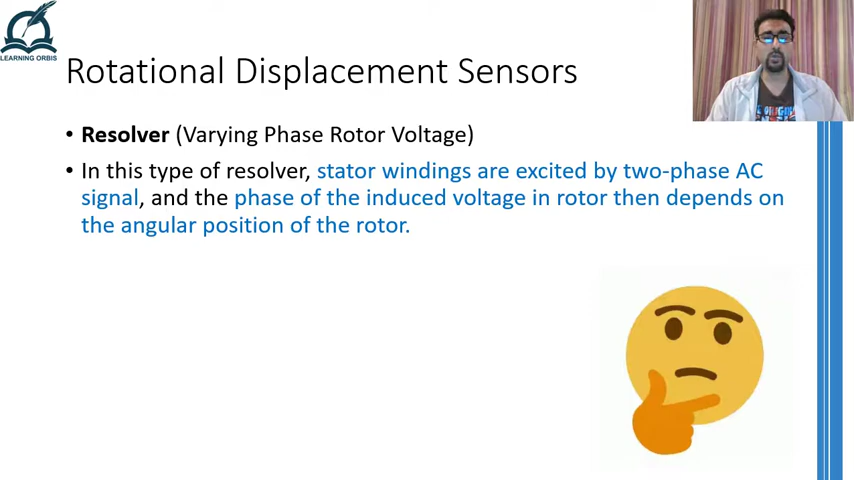 LEARNING ORBIS
Rotational Displacement Sensors
• Resolver (Varying Phase Rotor Voltage)
• In this type of resolver, stator windings are excited by two-phase AC
signal, and the phase of the induced voltage in rotor then depends on
the angular position of the rotor.